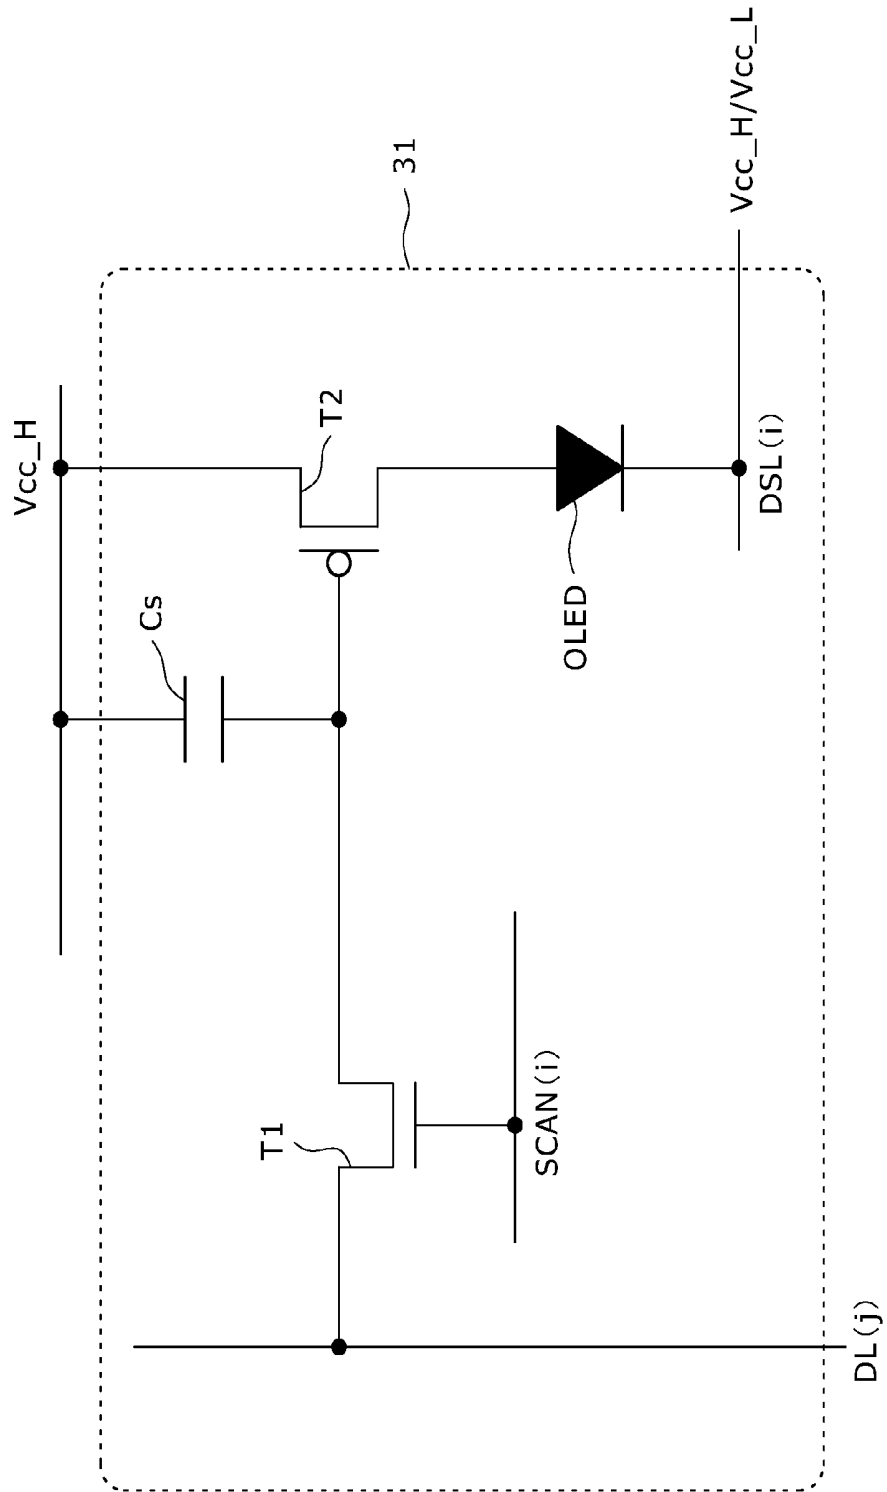 Vcc_H
Cs
T2
31
T1
OLED
SCAN(i)
DSL(i)
Vcc_H/Vcc_L
DL(j)